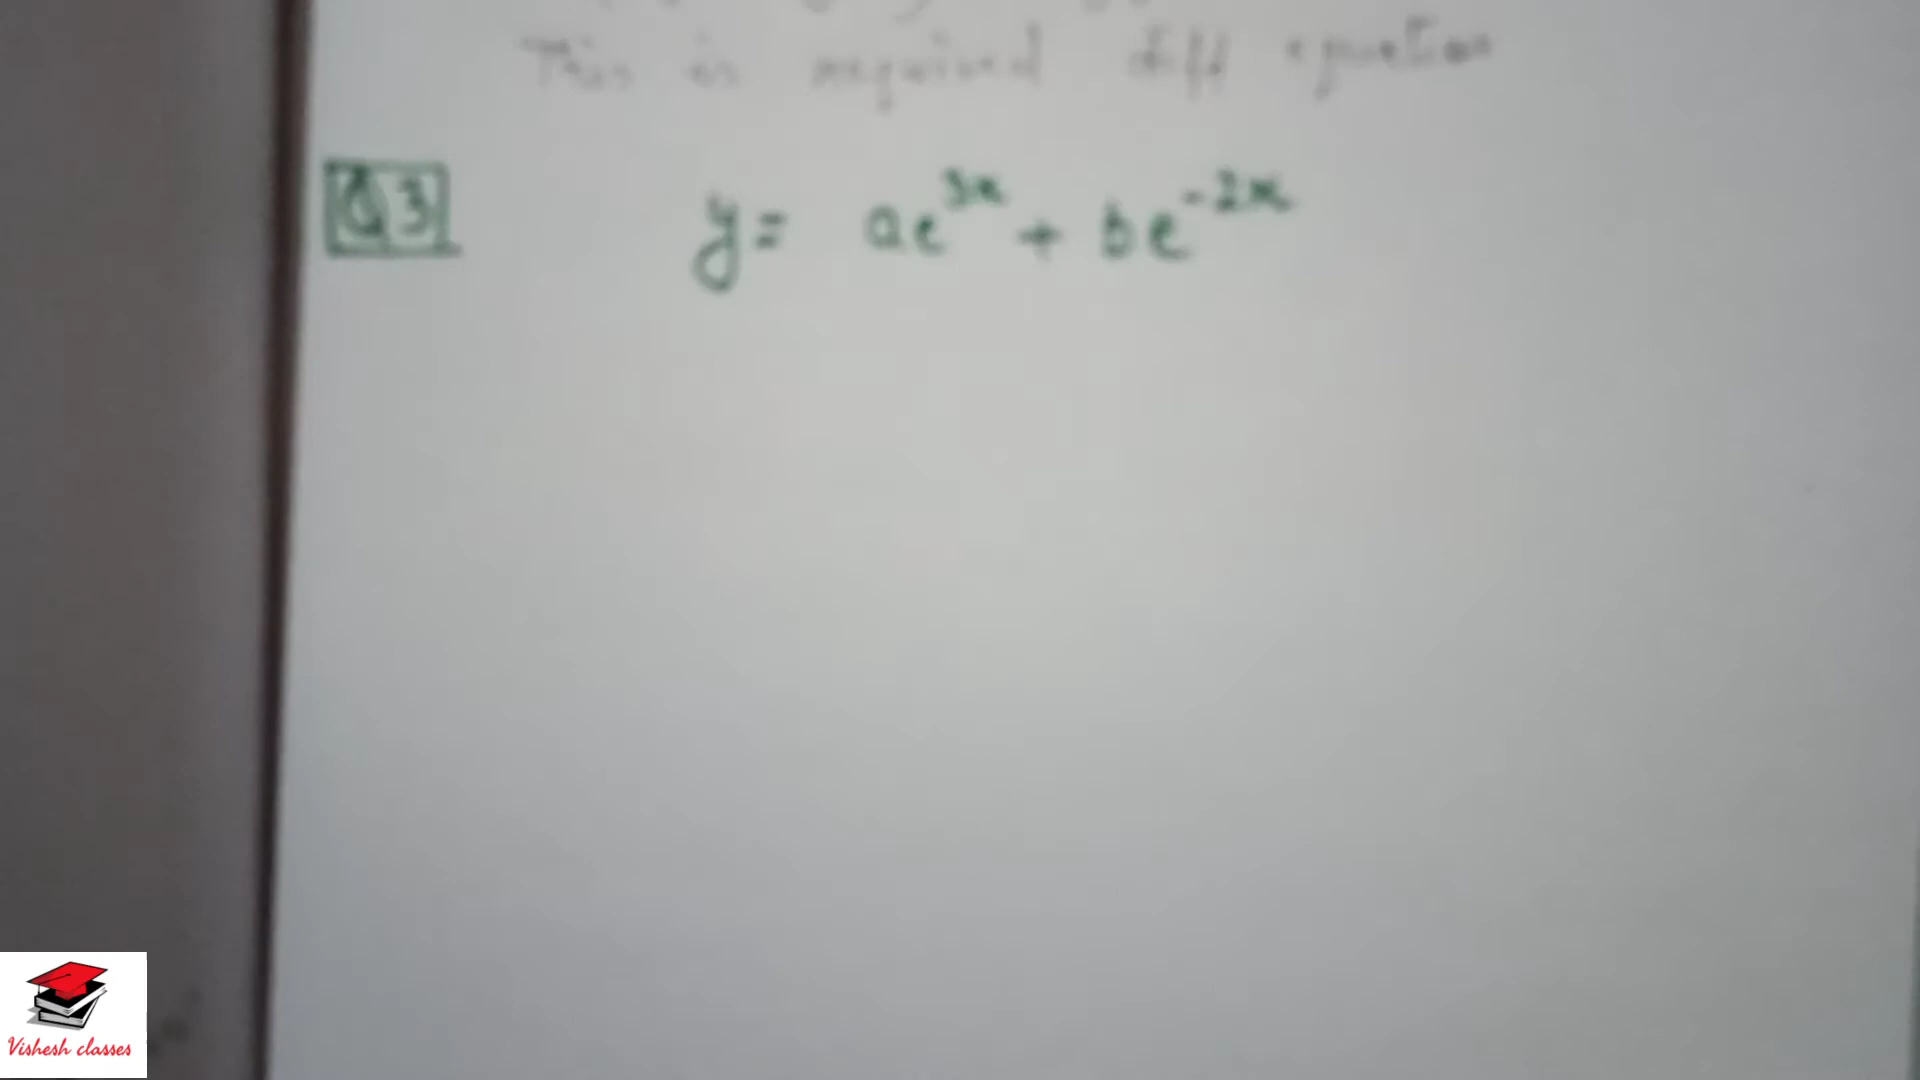 This is required diff equation
Q3 y = ae^{3x} + be^{-2x}
Vishesh classes